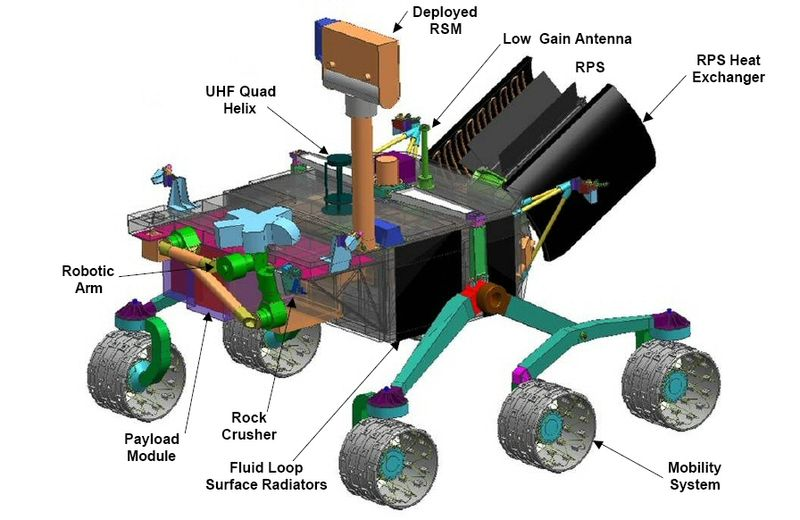 Deployed
RSM
Low Gain Antenna
RPS
RPS Heat
Exchanger
UHF Quad
Helix
Robotic
Arm
Payload
Module
Rock
Crusher
Fluid Loop
Surface Radiators
Mobility
System